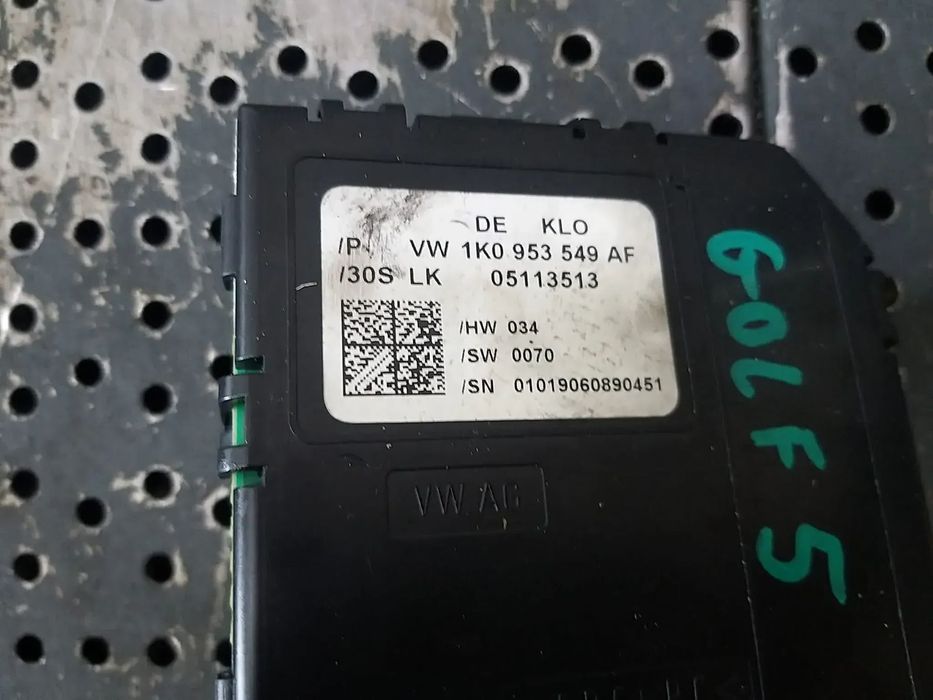 DE KLO
/P VW 1K0 953 549 AF
/30S LK 05113513
/HW 034
/SW 0070
/SN 01019060890451
VW AG
GOLF 5